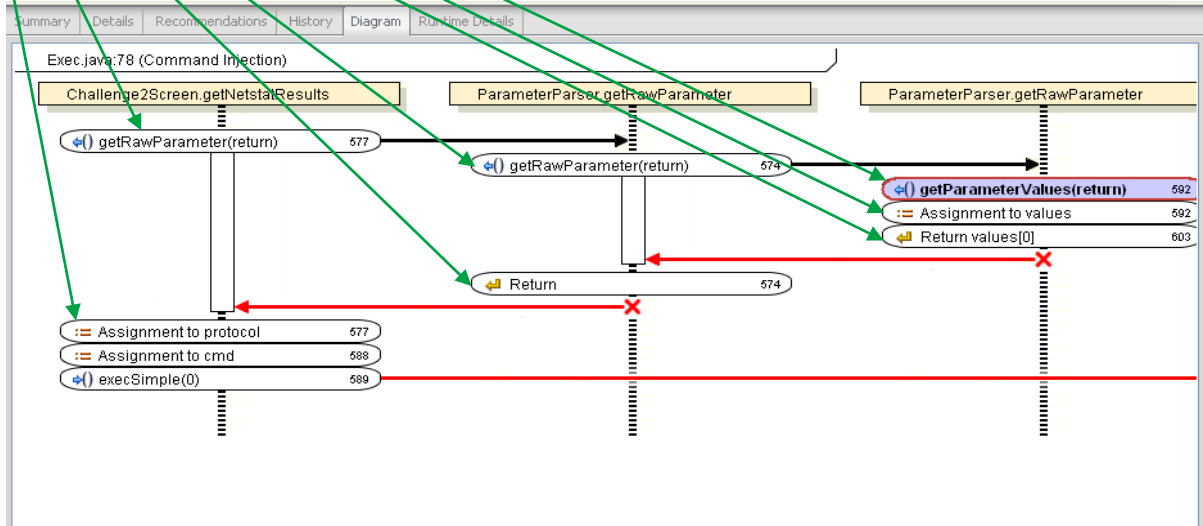 Summary Details Recommendations History Diagram Runtime Details
Exec.java:78 (Command Injection)
Challenge2Screen.getNetstatResults ParameterParser.getRawParameter ParameterParser.getRawParameter
getRawParameter(return) 577
getRawParameter(return) 574
getParameterValues(return) 592
:= Assignment to values 592
Return values[0] 603
Return 574
:= Assignment to protocol 577
:= Assignment to cmd 588
execSimple(0) 589